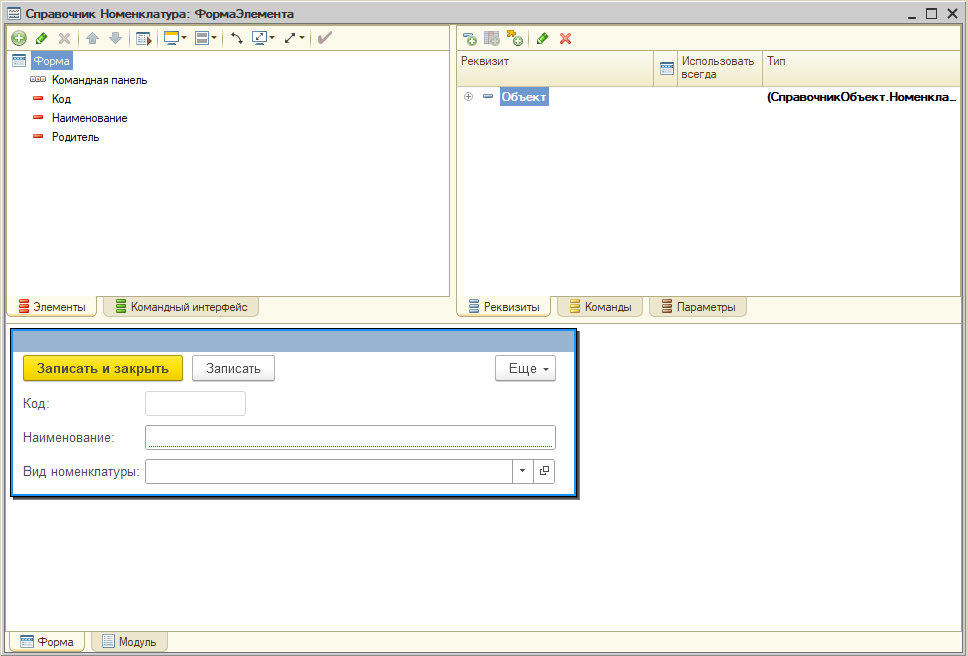 Справочник Номенклатура: ФормаЭлемента
Форма
Командная панель
Код
Наименование
Родитель
Элементы
Командный интерфейс
Реквизит
Использовать
всегда
Тип
Объект
(СправочникОбъект.Номенкла...
Реквизиты
Команды
Параметры
Записать и закрыть
Записать
Еще
Код:
Наименование:
Вид номенклатуры:
Форма
Модуль